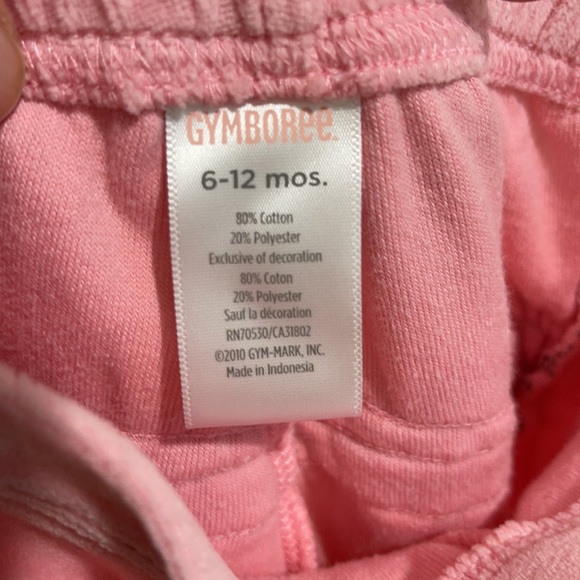 GYMBOREE.
6-12 mos.
80% Cotton
20% Polyester
Exclusive of decoration
80% Coton
20% Polyester
Sauf la décoration
RN70530/CA31802
©2010 GYM-MARK, INC.
Made in Indonesia